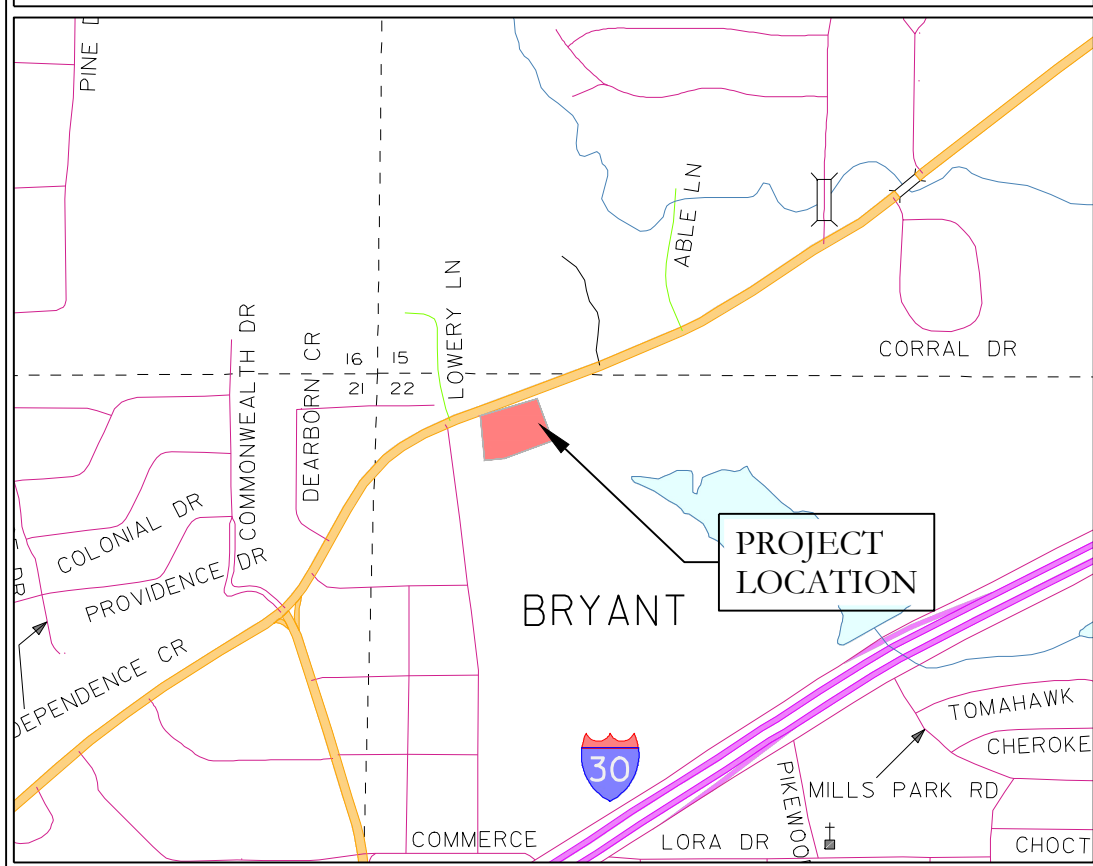 PINE D
ABLE LN
LOWERY LN
CORRAL DR
COMMONWEALTH DR
DEARBORN CR
16 15
21 22
COLONIAL DR
PROVIDENCE DR
DR
DEPENDENCE CR
PROJECT
LOCATION
BRYANT
30
TOMAHAWK
CHEROKE
MILLS PARK RD
PIKEWOO
COMMERCE
LORA DR
CHOCT